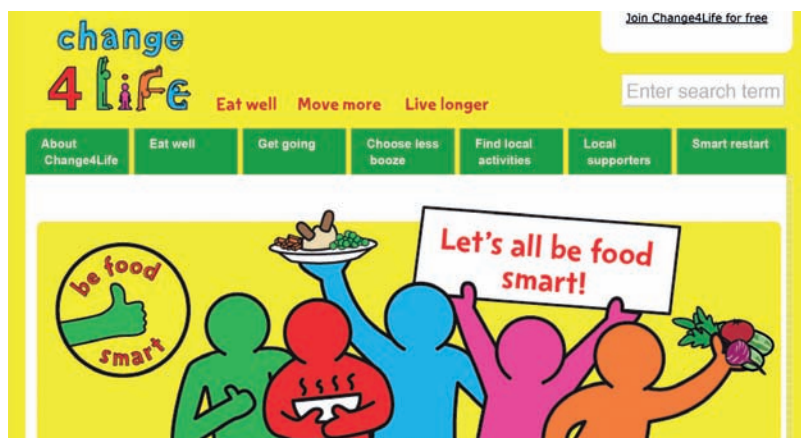 Join Change4Life for free
change
4 LiFe
Enter search term
Eat well Move more Live longer
About Change4Life
Eat well
Get going
Choose less booze
Find local activities
Local supporters
Smart restart
be food
smart
Let's all be food
smart!